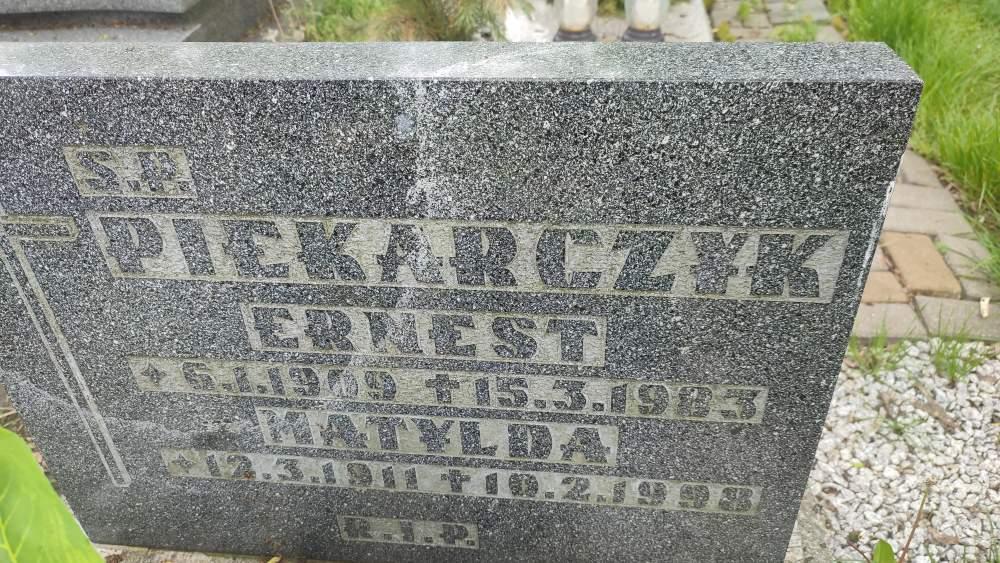 S.P.
PIEKARCZYK
ERNEST
* 6.1.1909 † 15.3.1983
MATYLDA
* 12.3.1911 † 10.2.1998
R.I.P.